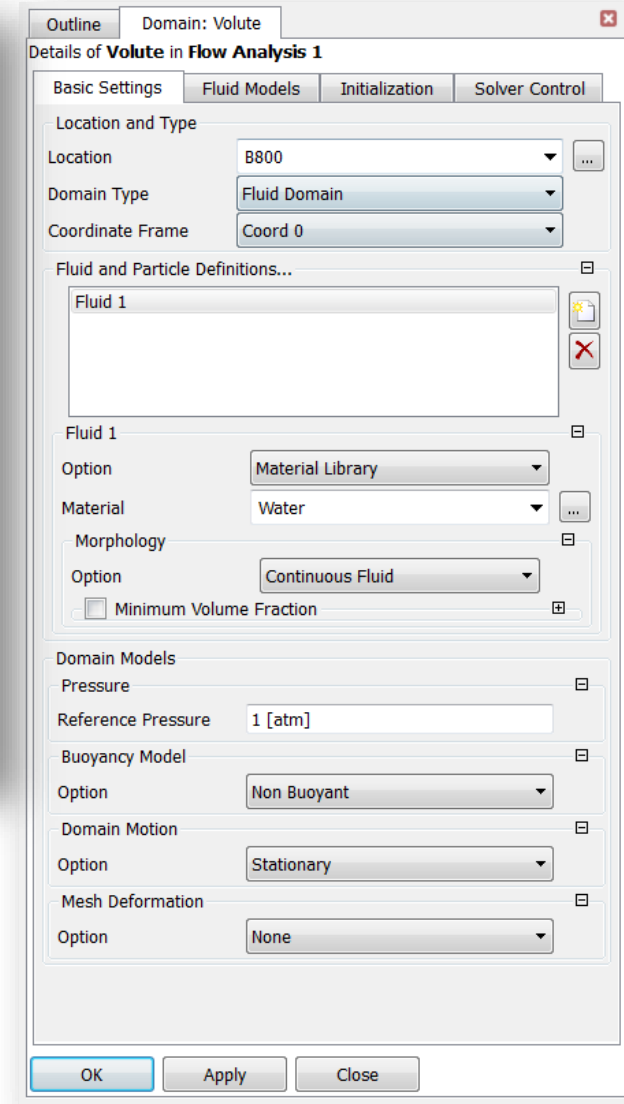 Outline Domain: Volute
Details of Volute in Flow Analysis 1
Basic Settings Fluid Models Initialization Solver Control
Location and Type
Location B800 ...
Domain Type Fluid Domain
Coordinate Frame Coord 0
Fluid and Particle Definitions...
Fluid 1
Fluid 1
Option Material Library
Material Water ...
Morphology
Option Continuous Fluid
Minimum Volume Fraction
Domain Models
Pressure
Reference Pressure 1 [atm]
Buoyancy Model
Option Non Buoyant
Domain Motion
Option Stationary
Mesh Deformation
Option None
OK Apply Close